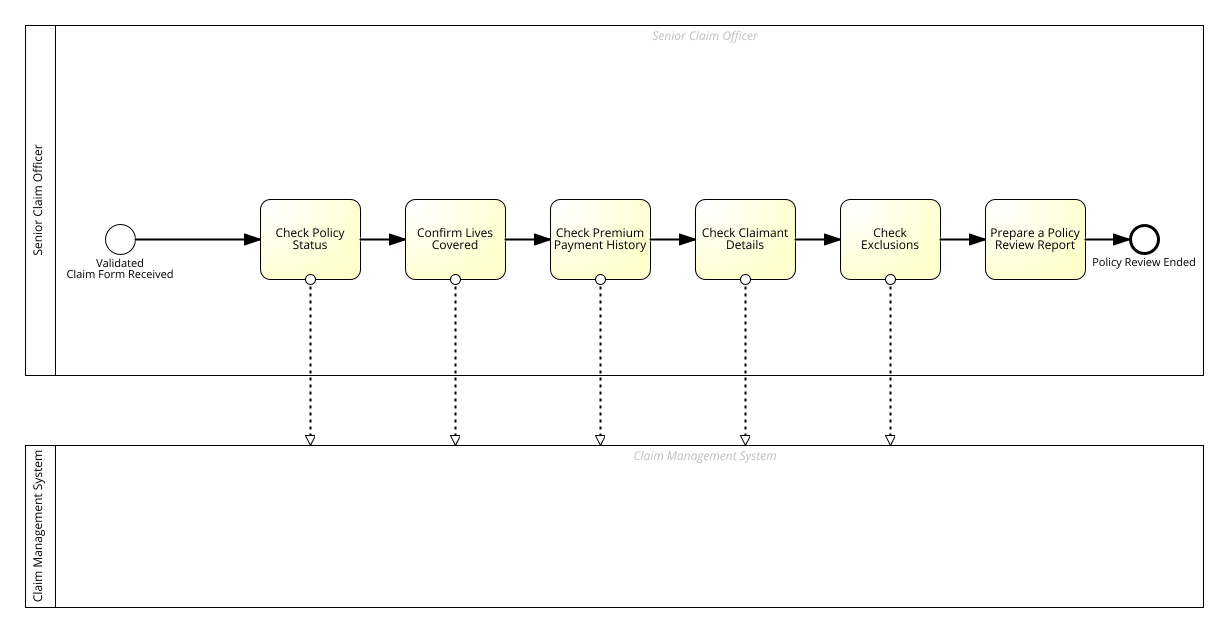 Senior Claim Officer
Senior Claim Officer
Check Policy
Status
Confirm Lives
Covered
Check Premium
Payment History
Check Claimant
Details
Check
Exclusions
Prepare a Policy
Review Report
Validated
Claim Form Received
Policy Review Ended
Claim Management System
Claim Management System